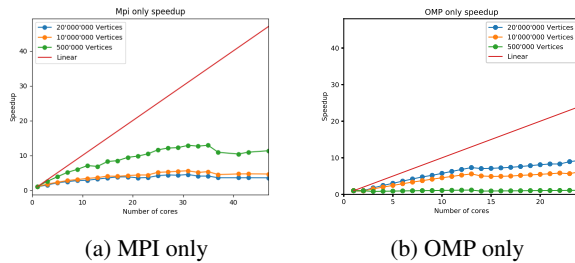 Mpi only speedup
20'000'000 Vertices
10'000'000 Vertices
500'000 Vertices
Linear
Speedup
40
30
20
10
0
0
10
20
30
40
Number of cores
(a) MPI only
OMP only speedup
20'000'000 Vertices
10'000'000 Vertices
500'000 Vertices
Linear
Speedup
40
30
20
10
0
0
5
10
15
20
Number of cores
(b) OMP only